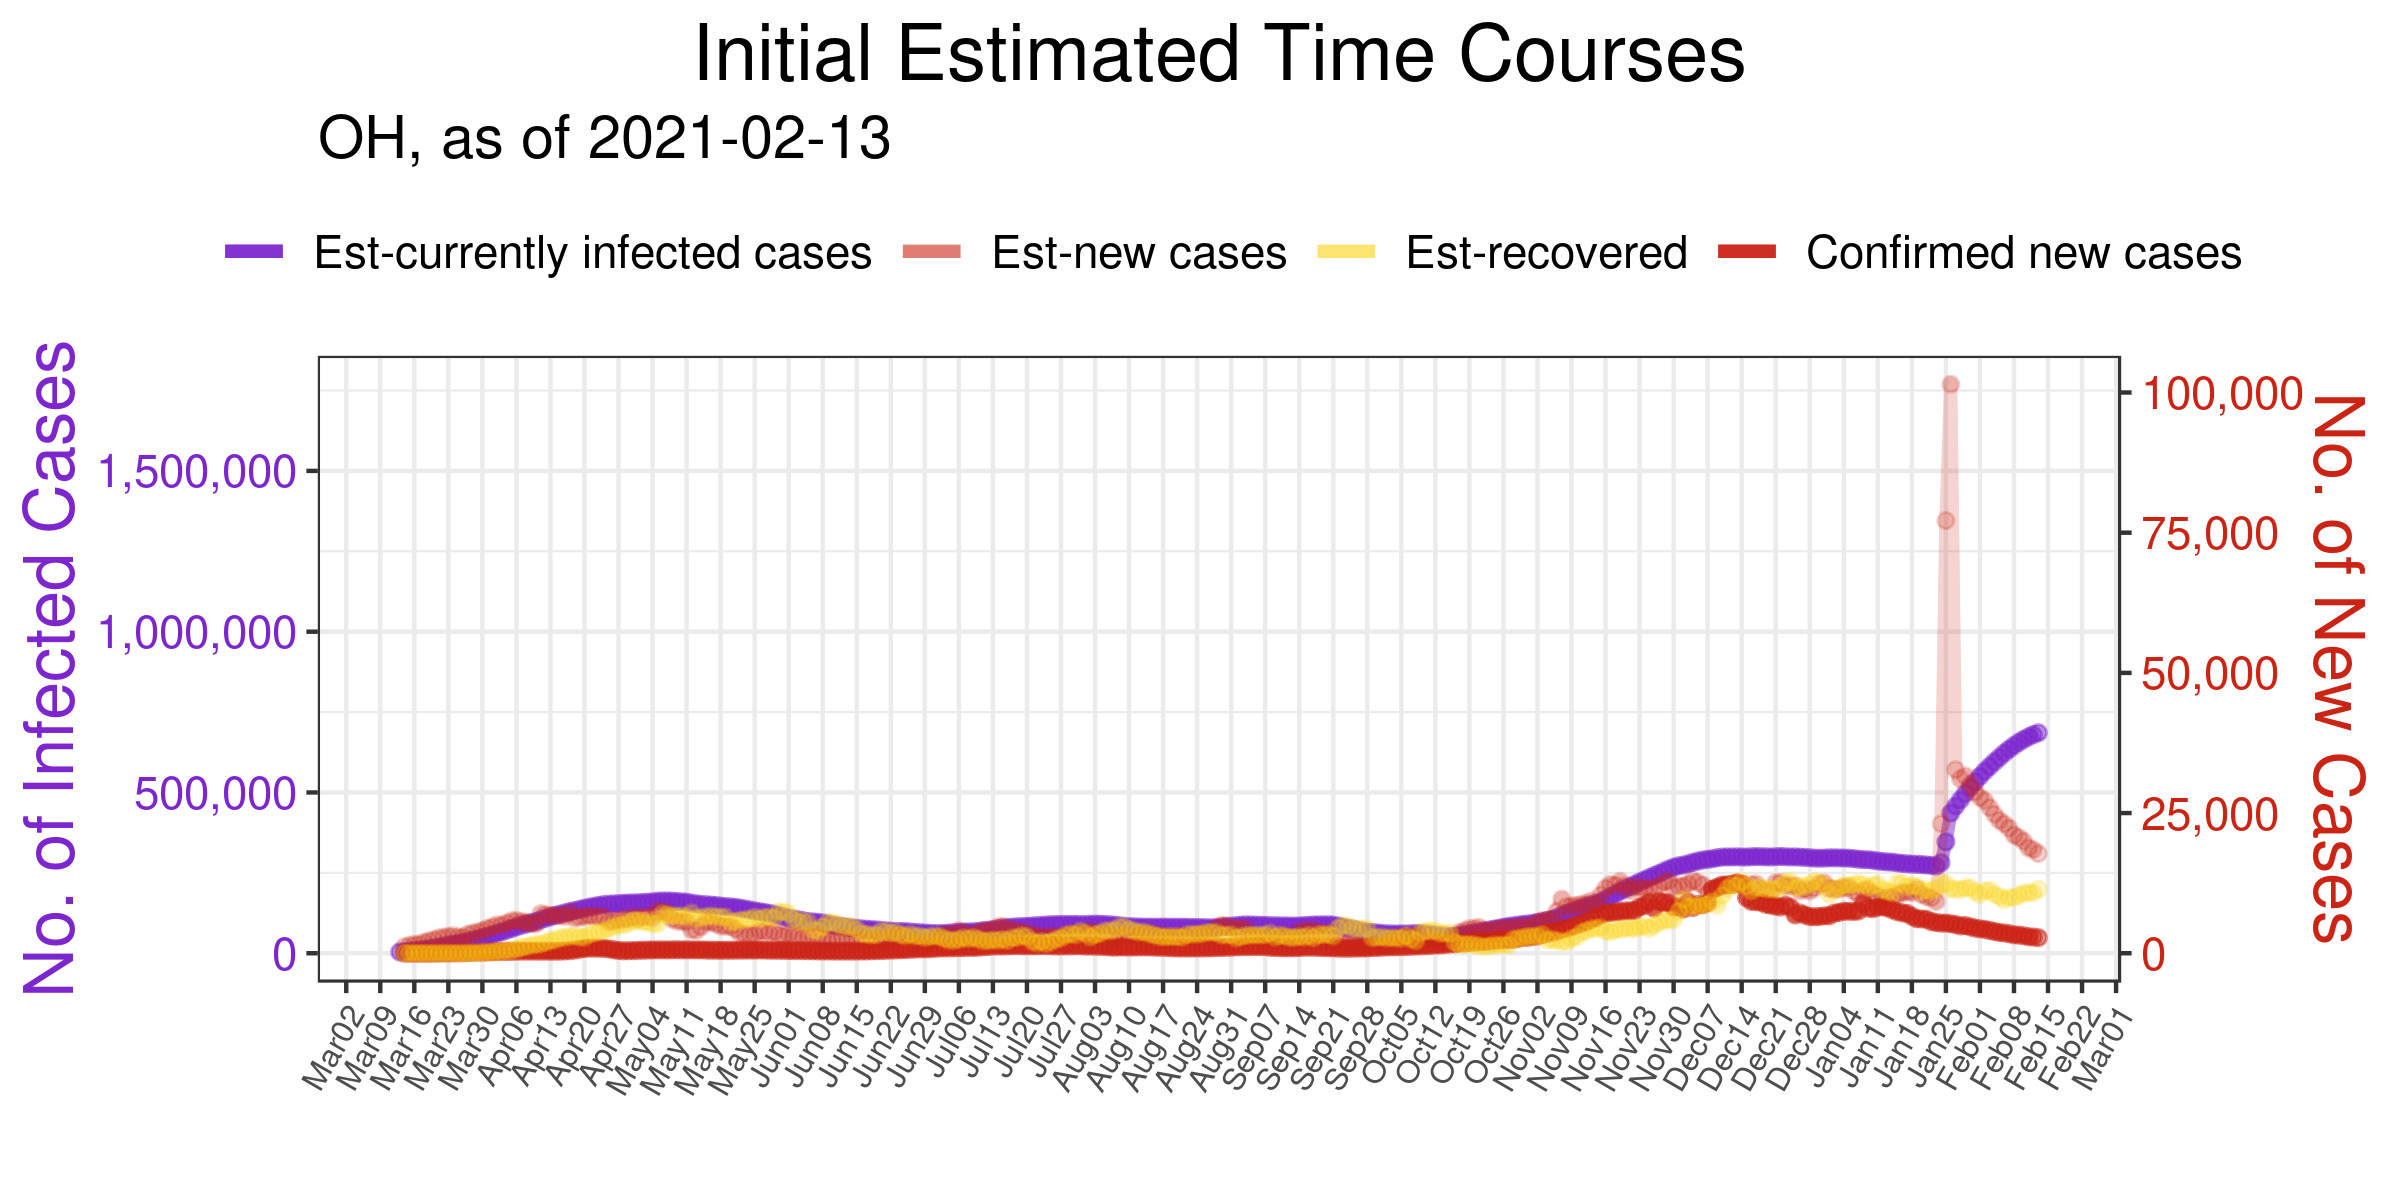 Initial Estimated Time Courses
OH, as of 2021-02-13
Est-currently infected cases Est-new cases Est-recovered Confirmed new cases
No. of Infected Cases
1,500,000
1,000,000
500,000
0
100,000
75,000
50,000
25,000
0
No. of New Cases
Mar02 Mar09 Mar16 Mar23 Mar30 Apr06 Apr13 Apr20 Apr27 May04 May11 May18 May25 Jun01 Jun08 Jun15 Jun22 Jun29 Jul06 Jul13 Jul20 Jul27 Aug03 Aug10 Aug17 Aug24 Aug31 Sep07 Sep14 Sep21 Sep28 Oct05 Oct12 Oct19 Oct26 Nov02 Nov09 Nov16 Nov23 Nov30 Dec07 Dec14 Dec21 Dec28 Jan04 Jan11 Jan18 Jan25 Feb01 Feb08 Feb15 Feb22 Mar01